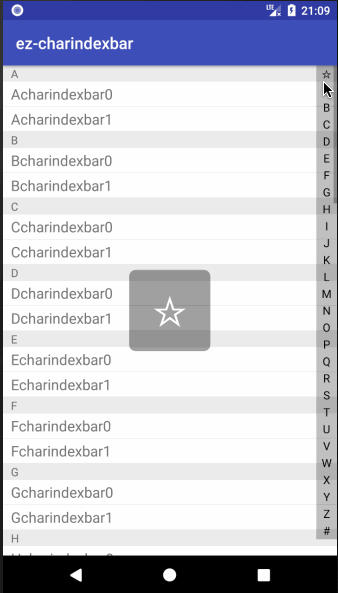 LTE 21:09
ez-charindexbar
A
Acharindexbar0
Acharindexbar1
B
Bcharindexbar0
Bcharindexbar1
C
Ccharindexbar0
Ccharindexbar1
D
Dcharindexbar0
Dcharindexbar1
E
Echarindexbar0
Echarindexbar1
F
Fcharindexbar0
Fcharindexbar1
G
Gcharindexbar0
Gcharindexbar1
H
☆
B
C
D
E
F
G
H
I
J
K
L
M
N
O
P
Q
R
S
T
U
V
W
X
Y
Z
#
☆